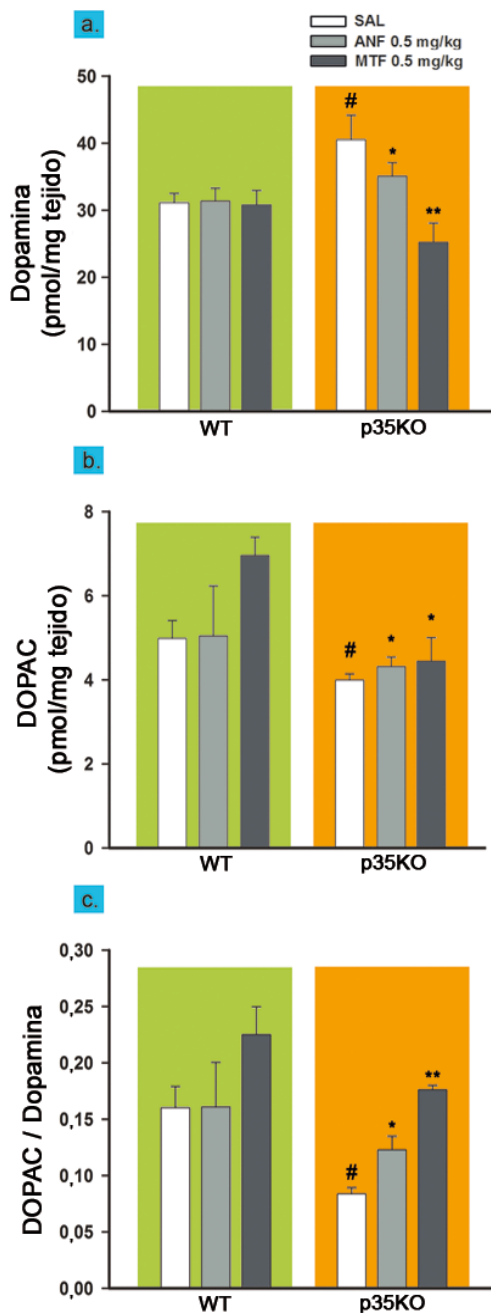 a.
SAL
ANF 0.5 mg/kg
MTF 0.5 mg/kg
Dopamina
(pmol/mg tejido)
50
40
30
20
10
0
#
*
**
WT
p35KO
b.
DOPAC
(pmol/mg tejido)
8
6
4
2
0
#
*
*
WT
p35KO
c.
DOPAC / Dopamina
0,30
0,25
0,20
0,15
0,10
0,05
0,00
#
*
**
WT
p35KO